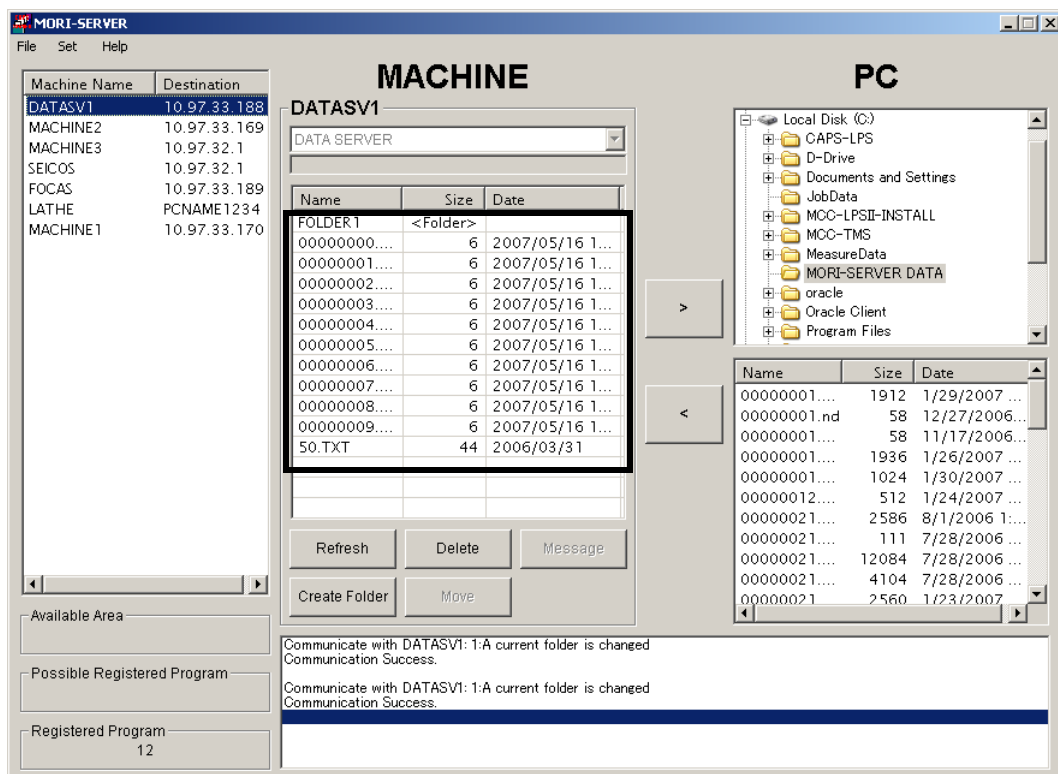 MORI-SERVER
File Set Help
Machine Name Destination
DATASV1 10.97.33.188
MACHINE2 10.97.33.169
MACHINE3 10.97.32.1
SEICOS 10.97.32.1
FOCAS 10.97.33.189
LATHE PCNAME1234
MACHINE1 10.97.33.170
Available Area
Possible Registered Program
Registered Program
12
MACHINE
DATASV1
DATA SERVER
Name Size Date
FOLDER1 <Folder>
00000000.... 6 2007/05/16 1...
00000001.... 6 2007/05/16 1...
00000002.... 6 2007/05/16 1...
00000003.... 6 2007/05/16 1...
00000004.... 6 2007/05/16 1...
00000005.... 6 2007/05/16 1...
00000006.... 6 2007/05/16 1...
00000007.... 6 2007/05/16 1...
00000008.... 6 2007/05/16 1...
00000009.... 6 2007/05/16 1...
50.TXT 44 2006/03/31
Refresh Delete Message
Create Folder Move
>
<
PC
Local Disk (C:)
CAPS-LPS
D-Drive
Documents and Settings
JobData
MCC-LPSII-INSTALL
MCC-TMS
MeasureData
MORI-SERVER DATA
oracle
Oracle Client
Program Files
Name Size Date
00000001.... 1912 1/29/2007 ...
00000001.nd 58 12/27/2006...
00000001.... 58 11/17/2006...
00000001.... 1936 1/26/2007 ...
00000001.... 1024 1/30/2007 ...
00000012.... 512 1/24/2007 ...
00000021.... 2586 8/1/2006 1:...
00000021.... 111 7/28/2006 ...
00000021.... 12084 7/28/2006 ...
00000021.... 4104 7/28/2006 ...
00000021 2560 1/23/2007
Communicate with DATASV1: 1:A current folder is changed
Communication Success.
Communicate with DATASV1: 1:A current folder is changed
Communication Success.